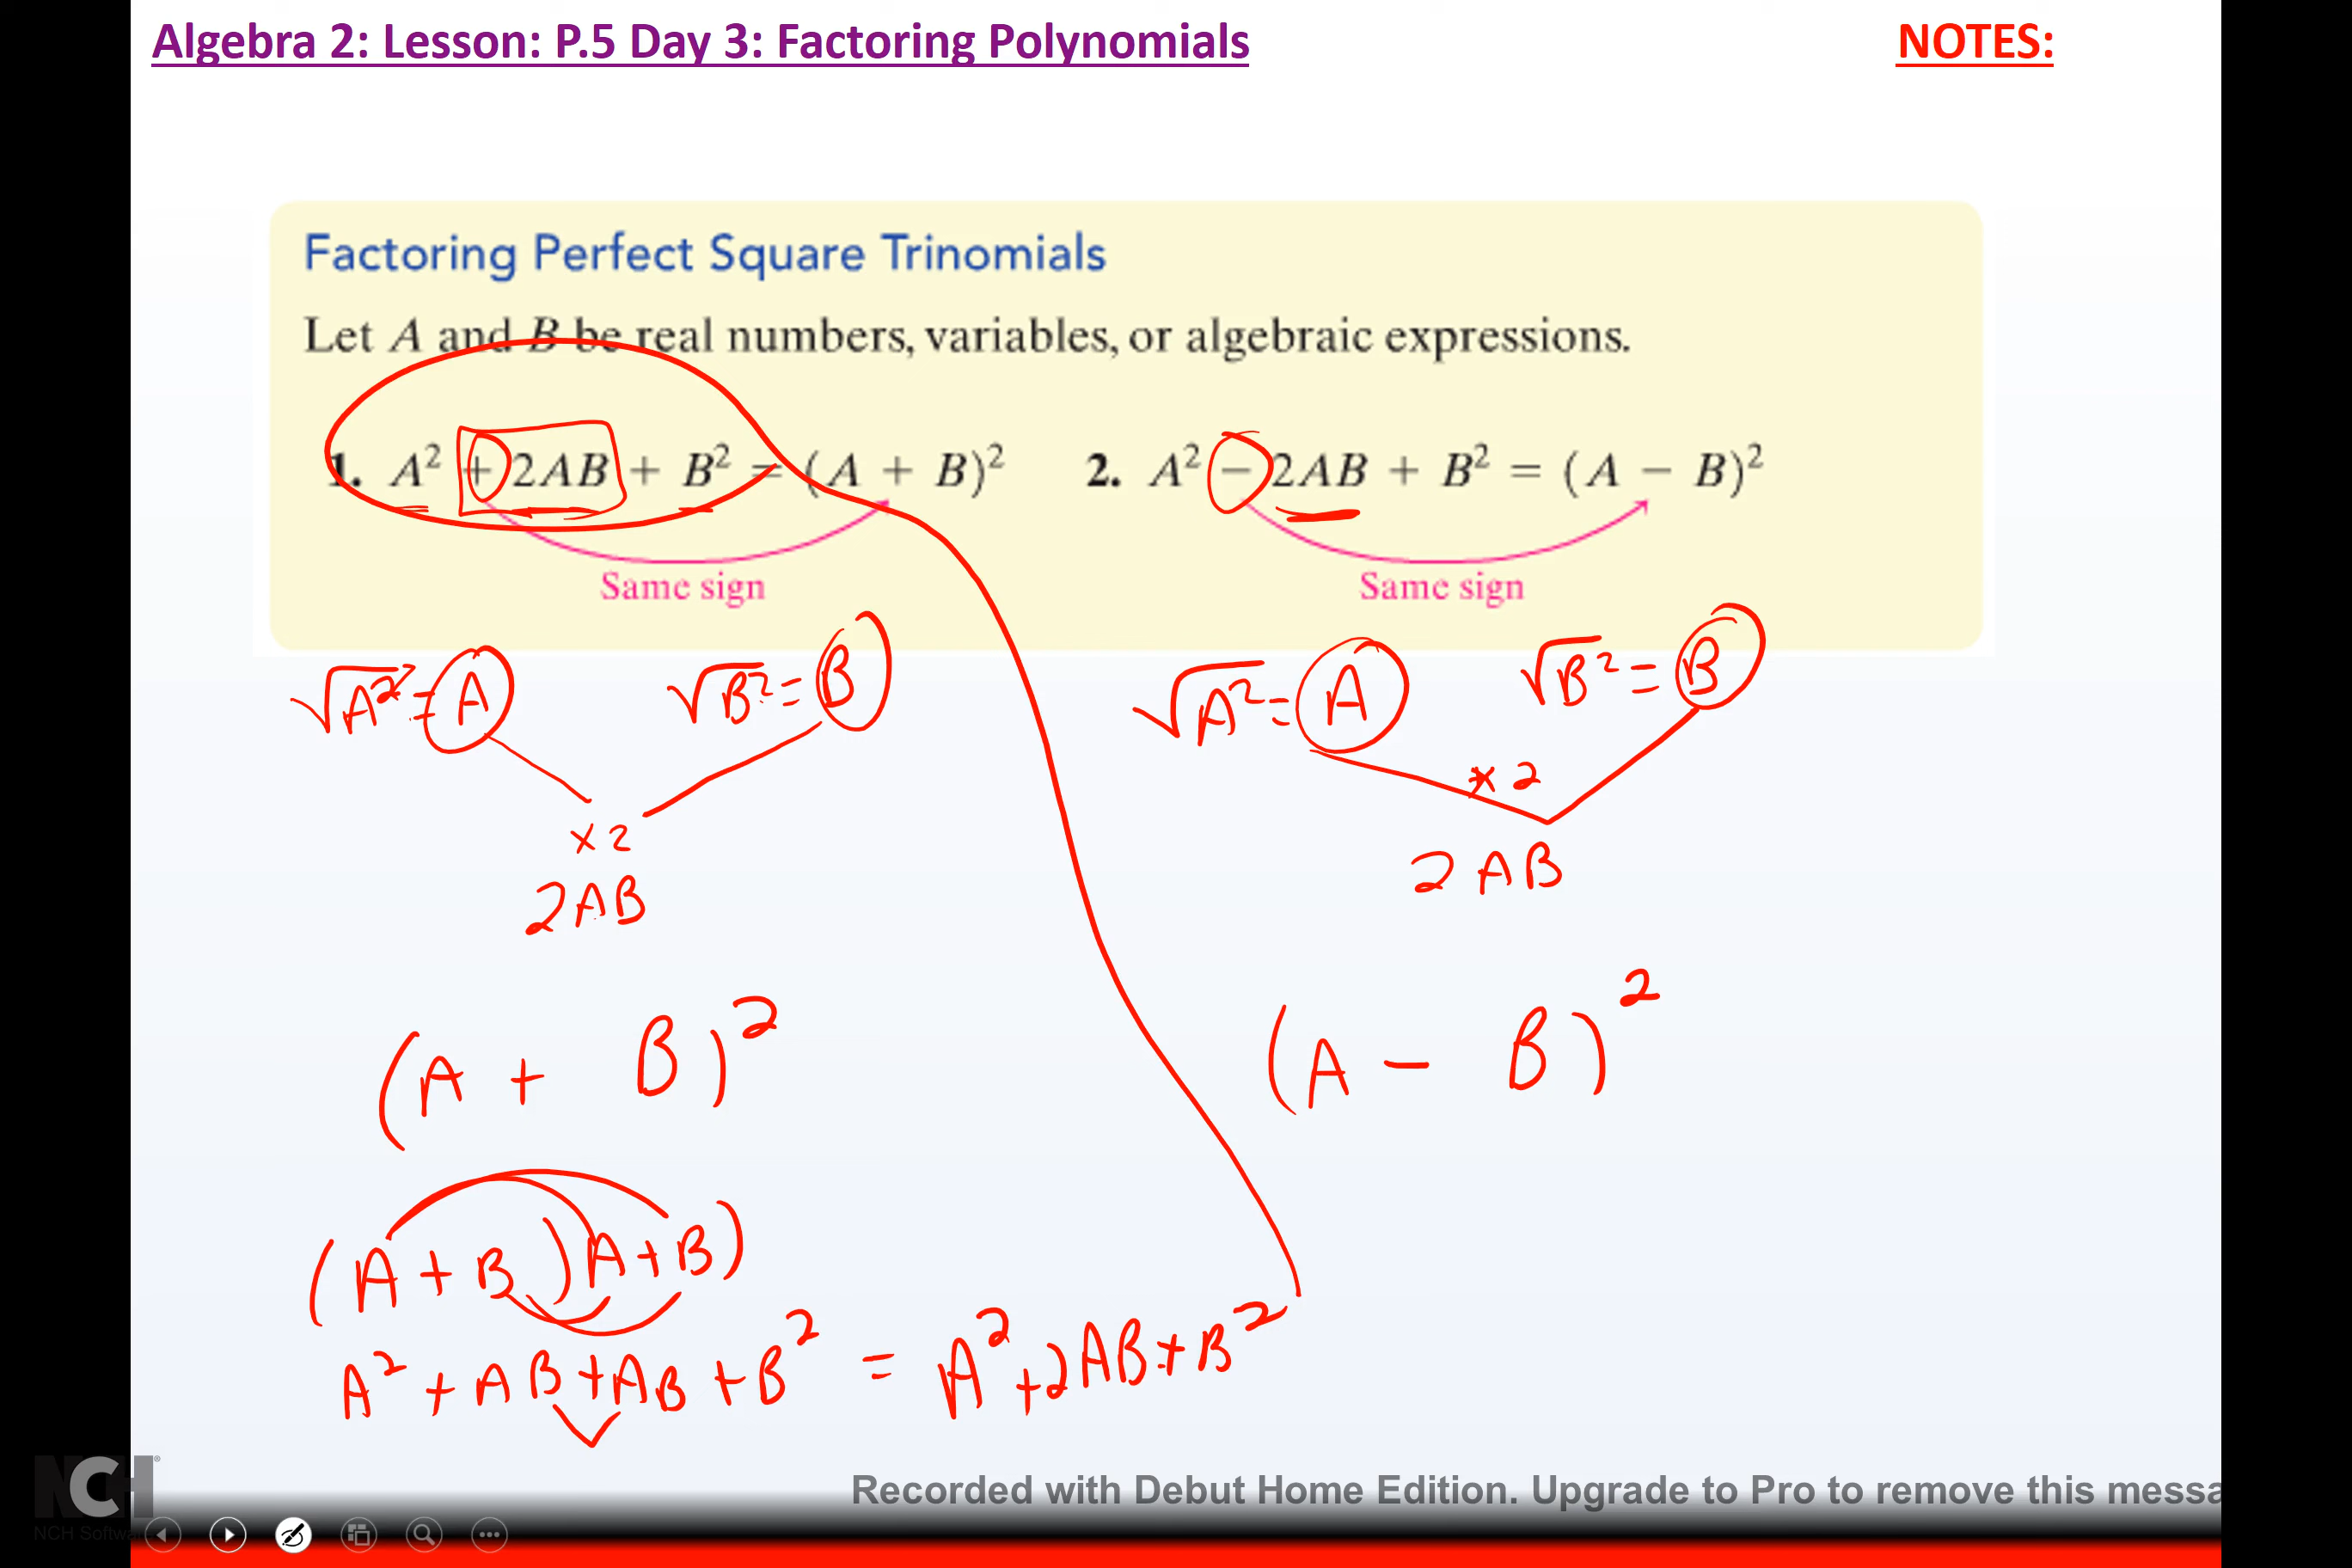 Algebra 2: Lesson: P.5 Day 3: Factoring Polynomials NOTES:
Factoring Perfect Square Trinomials
Let A and B be real numbers, variables, or algebraic expressions.
1. A² + 2AB + B² = (A + B)² 2. A² − 2AB + B² = (A − B)²
Same sign Same sign
√A² = A √B² = B √A² = A √B² = B
×2 ×2
2AB 2AB
(A + B)² (A − B)²
(A+B)(A+B)
A² + AB + AB + B² = A² + 2AB + B²
Recorded with Debut Home Edition. Upgrade to Pro to remove this messa
NCH®
NCH Softw